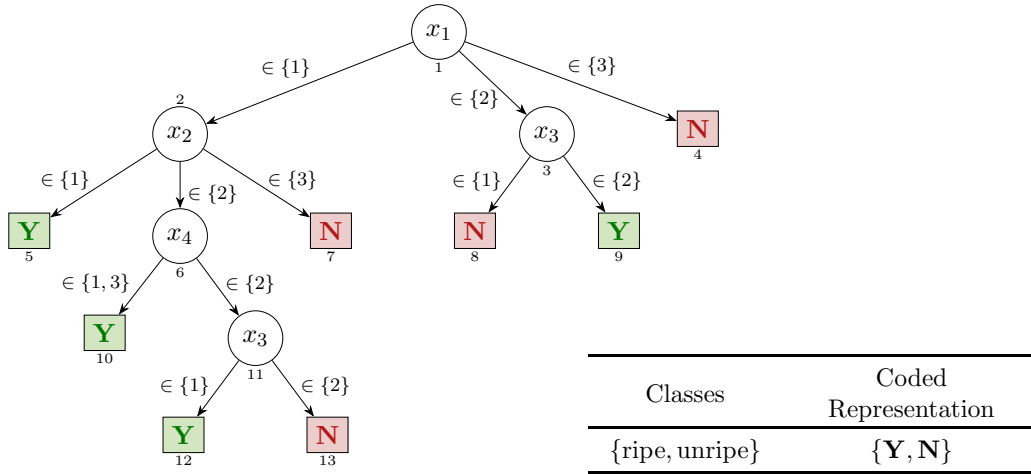 x₁
1
∈ {1}
∈ {2}
∈ {3}
2
x₂
x₃
3
N
4
∈ {1}
∈ {2}
∈ {3}
∈ {1}
∈ {2}
Y
5
x₄
6
N
7
N
8
Y
9
∈ {1, 3}
∈ {2}
Y
10
x₃
11
∈ {1}
∈ {2}
Y
12
N
13
Classes Coded Representation
{ripe, unripe} {Y, N}